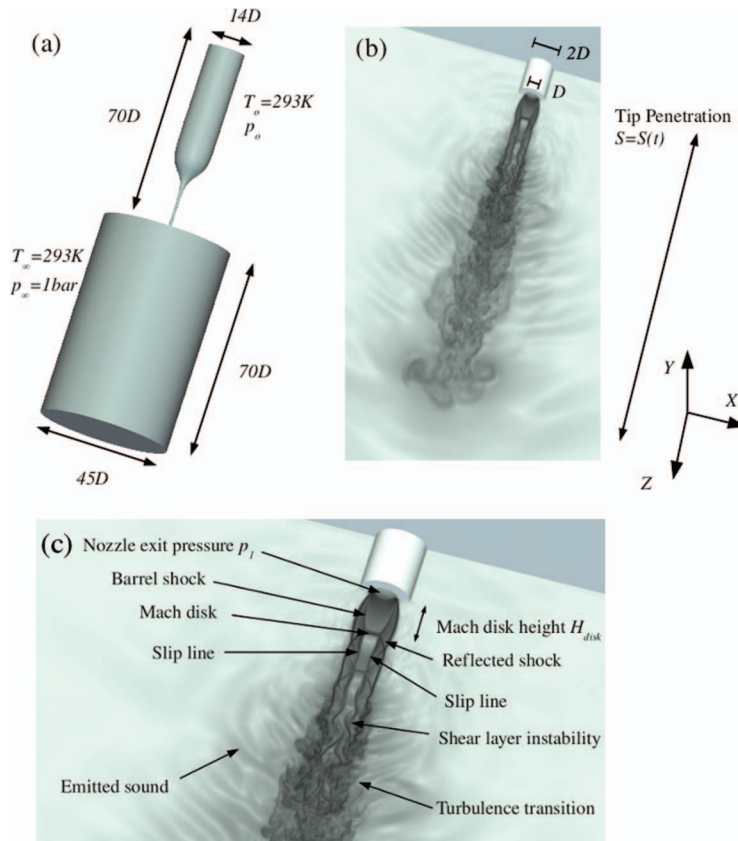 (a)
14D
70D
T_o=293K
p_o
T_∞=293K
p_∞=1bar
70D
45D
(b)
2D
D
Tip Penetration
S=S(t)
Y
X
Z
(c)
Nozzle exit pressure p_1
Barrel shock
Mach disk
Slip line
Emitted sound
Mach disk height H_disk
Reflected shock
Slip line
Shear layer instability
Turbulence transition